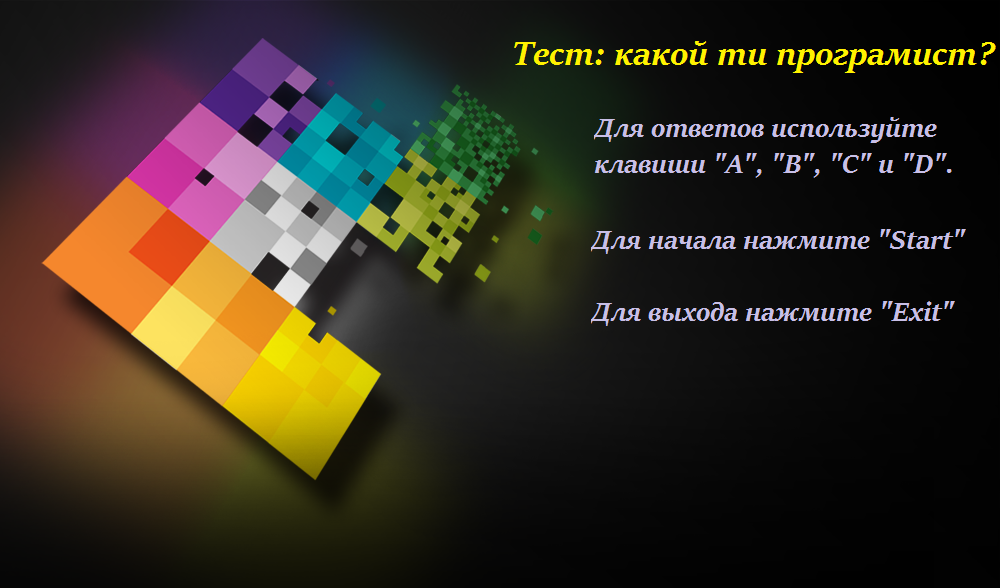 Тест: какой ти програмист?
Для ответов используйте
клавиши "A", "B", "C" и "D".
Для начала нажмите "Start"
Для выхода нажмите "Exit"